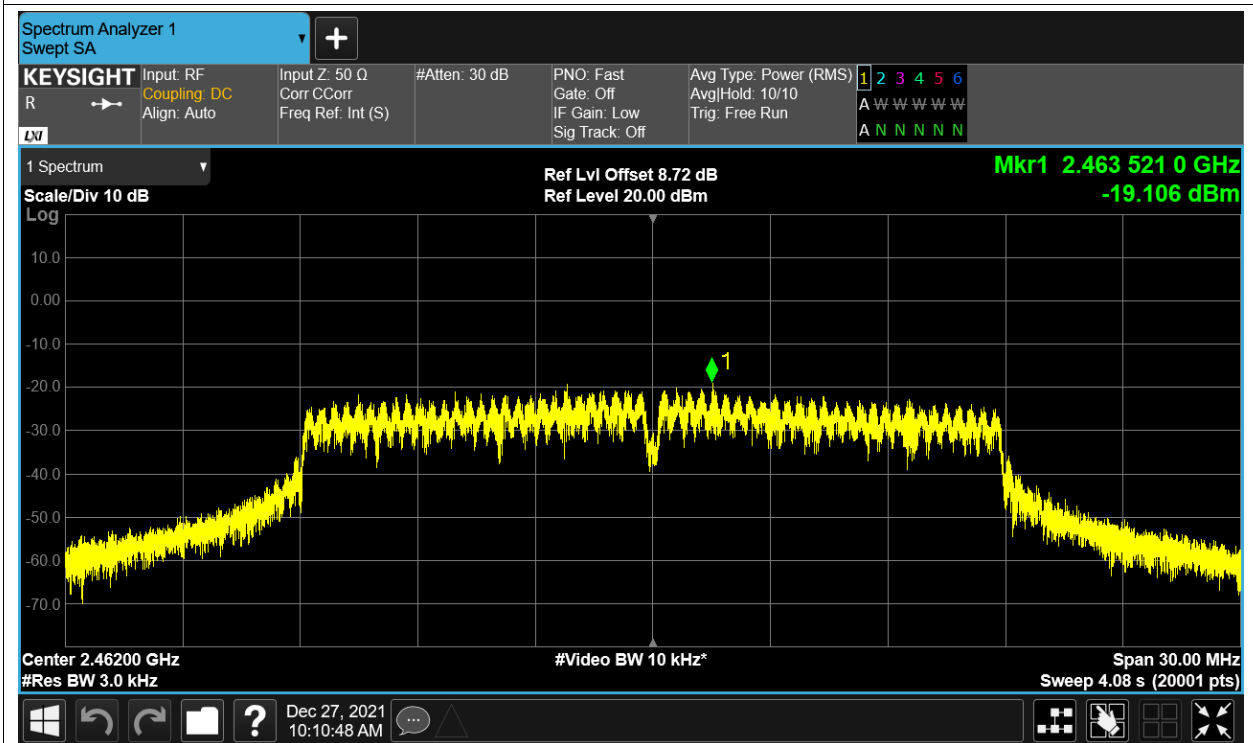 Spectrum Analyzer 1
Swept SA
KEYSIGHT
R
LXI
Input: RF
Coupling: DC
Align: Auto
Input Z: 50 Ω
Corr CCorr
Freq Ref: Int (S)
#Atten: 30 dB
PNO: Fast
Gate: Off
IF Gain: Low
Sig Track: Off
Avg Type: Power (RMS)
Avg|Hold: 10/10
Trig: Free Run
1 2 3 4 5 6
A W W W W W
A N N N N N
1 Spectrum
Scale/Div 10 dB
Log
Ref Lvl Offset 8.72 dB
Ref Level 20.00 dBm
Mkr1 2.463 521 0 GHz
-19.106 dBm
10.0
0.00
-10.0
1
-20.0
-30.0
-40.0
-50.0
-60.0
-70.0
Center 2.46200 GHz
#Res BW 3.0 kHz
#Video BW 10 kHz*
Span 30.00 MHz
Sweep 4.08 s (20001 pts)
?
Dec 27, 2021
10:10:48 AM